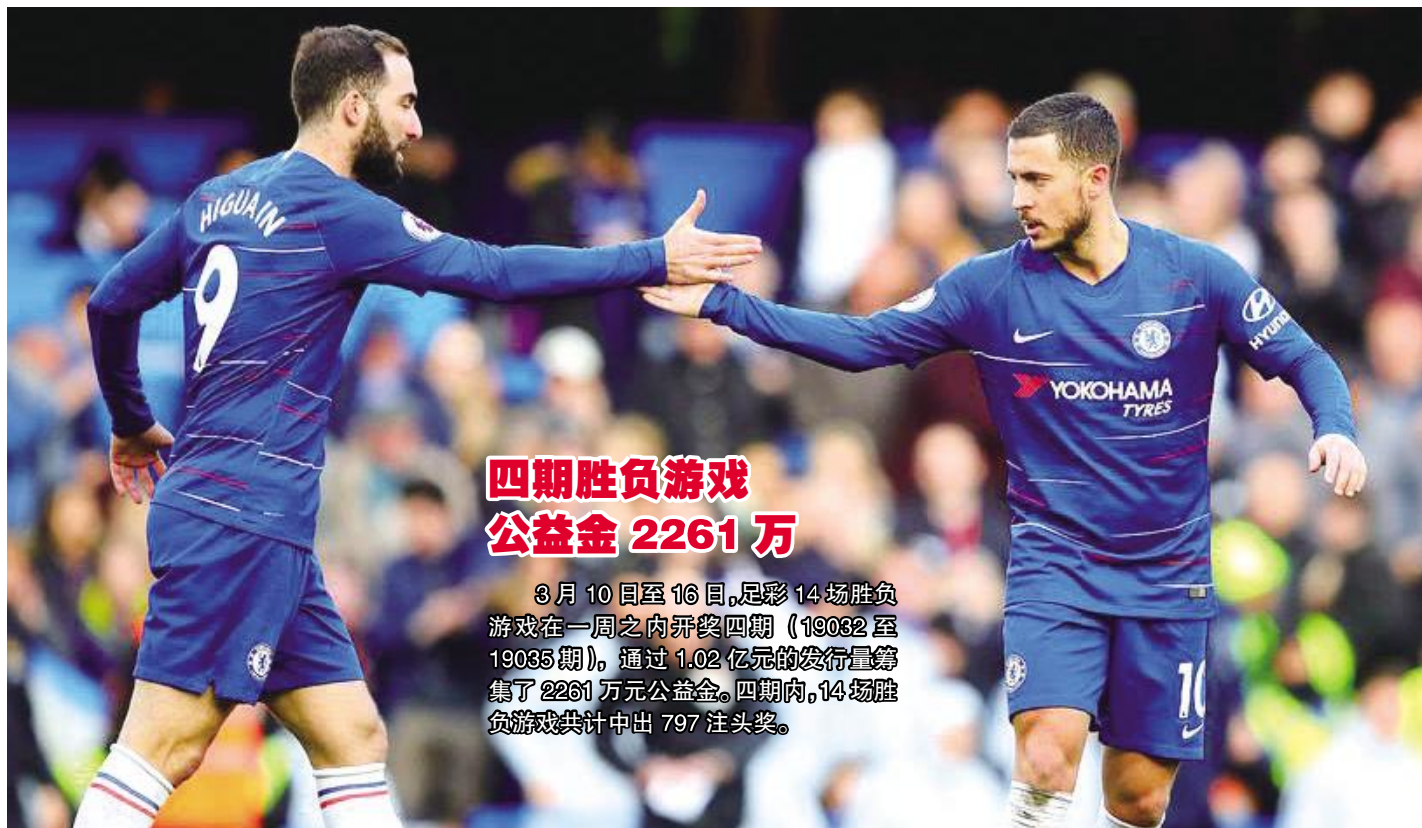 HIGUAIN
9
HYUN
YOKOHAMA
TYRES
10
四期胜负游戏
公益金 2261 万
3 月 10 日至 16 日，足彩 14 场胜负
游戏在一周之内开奖四期（19032 至
19035 期），通过 1.02 亿元的发行量筹
集了 2261 万元公益金。四期内，14 场胜
负游戏共计中出 797 注头奖。